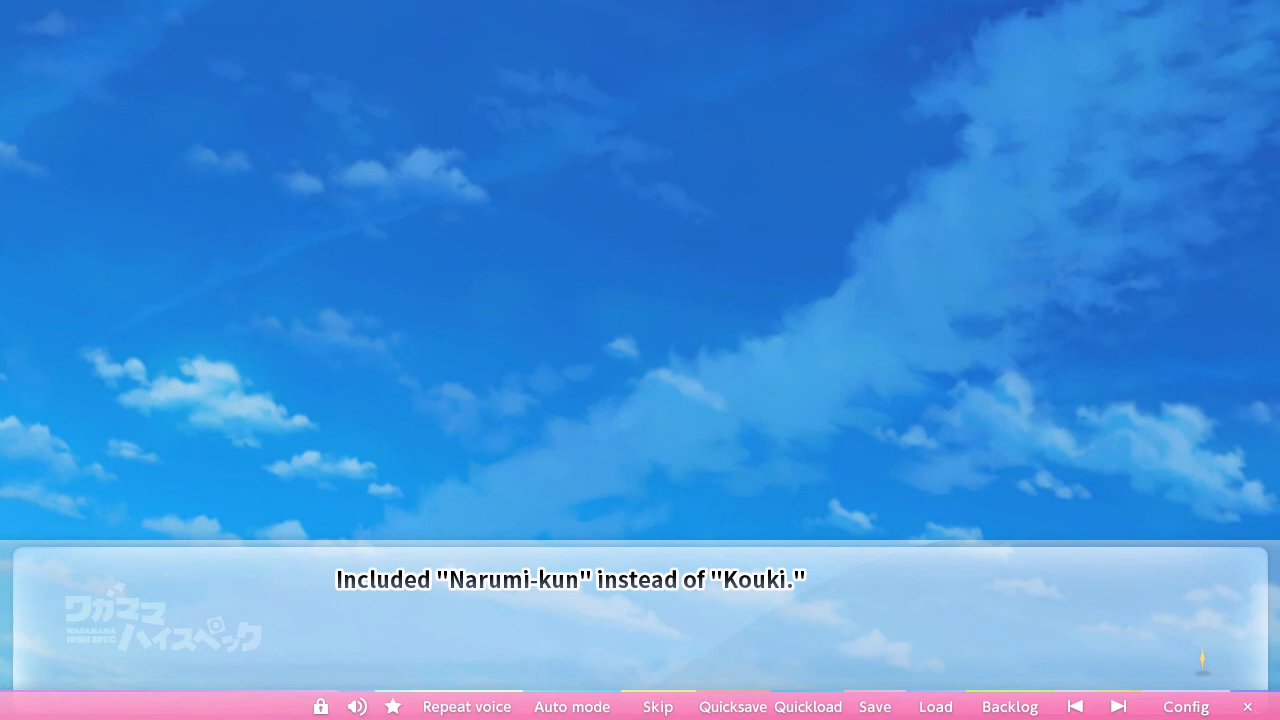 Included "Narumi-kun" instead of "Kouki."
ワガママ
WAGAMAMA
HIGH SPEC
ハイスペック
Repeat voice Auto mode Skip Quicksave Quickload Save Load Backlog Config ×